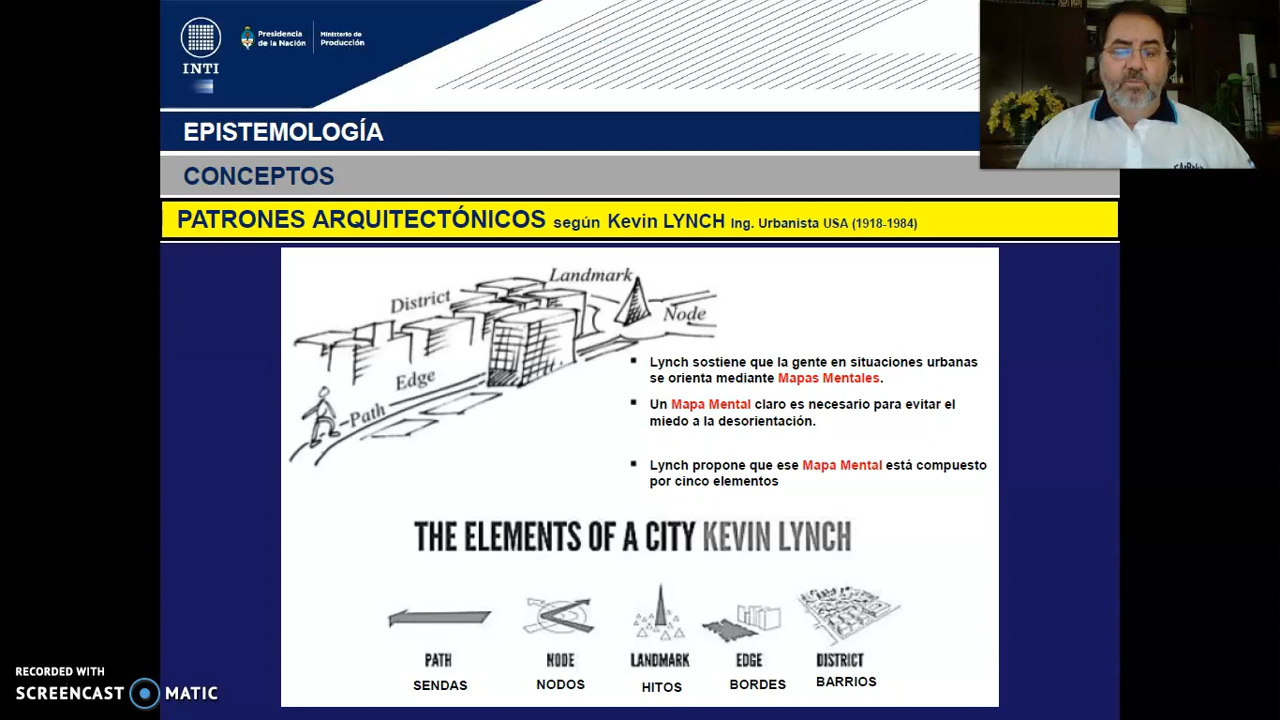 INTI
Presidencia
de la Nación
Ministerio de
Producción
EPISTEMOLOGÍA
CONCEPTOS
PATRONES ARQUITECTÓNICOS según Kevin LYNCH Ing. Urbanista USA (1918-1984)
Landmark
District
Node
Edge
Path
▪ Lynch sostiene que la gente en situaciones urbanas
se orienta mediante Mapas Mentales.
▪ Un Mapa Mental claro es necesario para evitar el
miedo a la desorientación.
▪ Lynch propone que ese Mapa Mental está compuesto
por cinco elementos
THE ELEMENTS OF A CITY KEVIN LYNCH
PATH NODE LANDMARK EDGE DISTRICT
SENDAS NODOS HITOS BORDES BARRIOS
RECORDED WITH
SCREENCAST MATIC